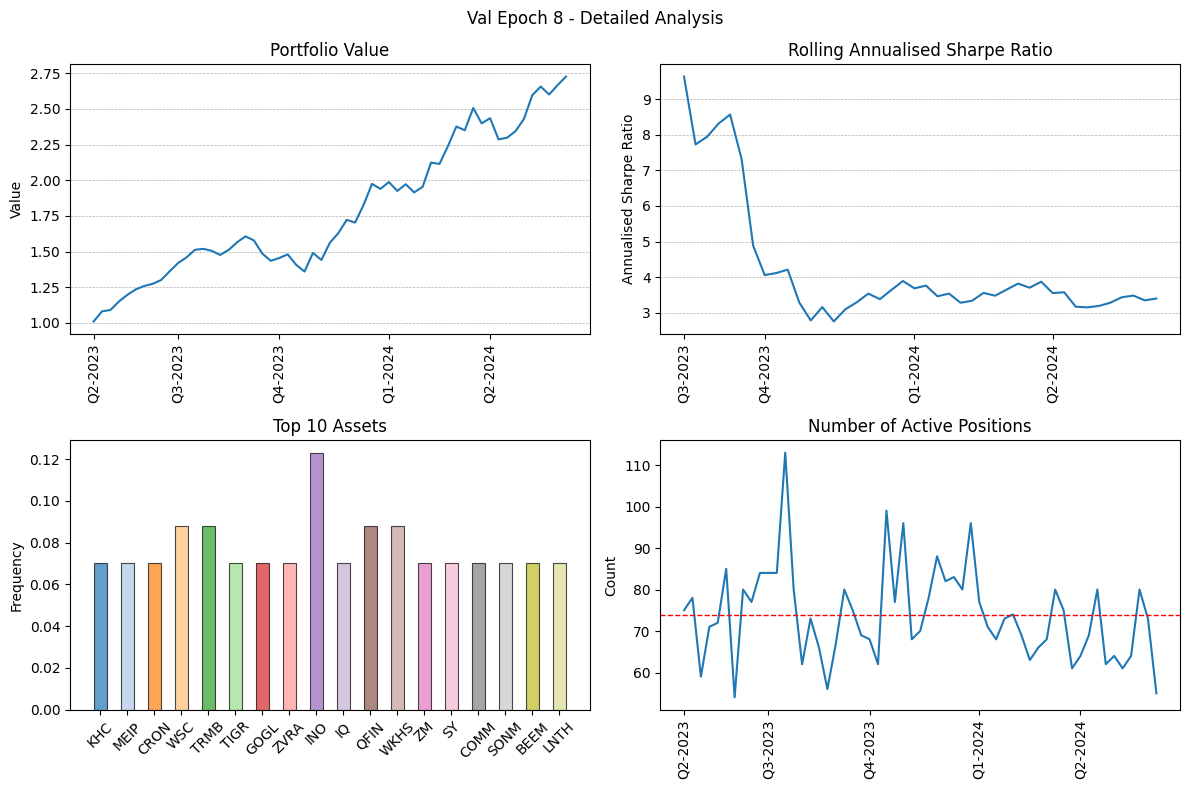 Val Epoch 8 - Detailed Analysis
Portfolio Value
Value
2.75
2.50
2.25
2.00
1.75
1.50
1.25
1.00
Q2-2023
Q3-2023
Q4-2023
Q1-2024
Q2-2024
Rolling Annualised Sharpe Ratio
Annualised Sharpe Ratio
9
8
7
6
5
4
3
Q3-2023
Q4-2023
Q1-2024
Q2-2024
Top 10 Assets
Frequency
0.12
0.10
0.08
0.06
0.04
0.02
0.00
KHC
MEIP
CRON
WSC
TRMB
TIGR
GOGL
ZVRA
INO
IQ
QFIN
WKHS
ZM
SY
COMM
SONM
BEEM
LNTH
Number of Active Positions
Count
110
100
90
80
70
60
Q2-2023
Q3-2023
Q4-2023
Q1-2024
Q2-2024